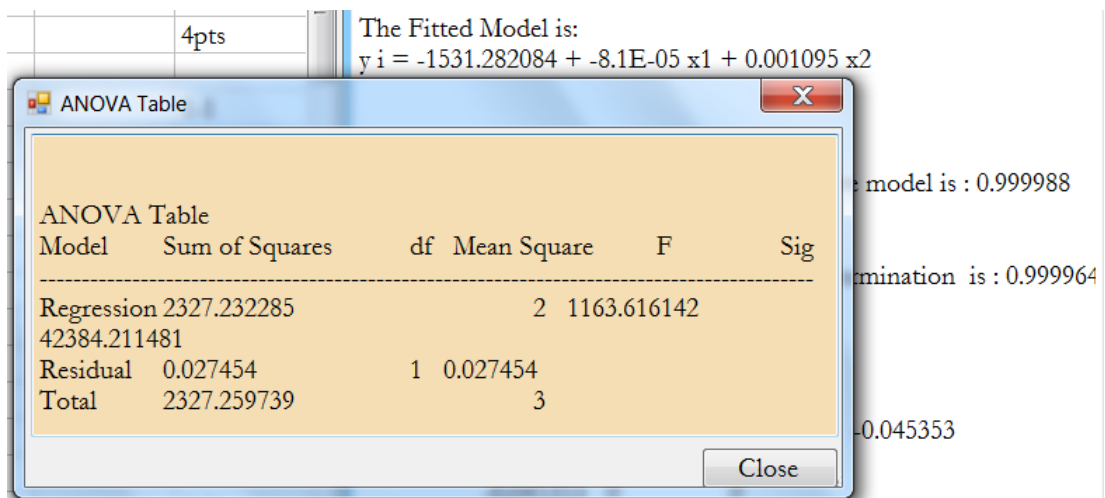 4pts
The Fitted Model is:
y i = -1531.282084 + -8.1E-05 x1 + 0.001095 x2
ANOVA Table
model is : 0.999988
rmination is : 0.999964
-0.045353
ANOVA Table
Model Sum of Squares df Mean Square F Sig
--------------------------------------------------------------------------------
Regression 2327.232285 2 1163.616142
42384.211481
Residual 0.027454 1 0.027454
Total 2327.259739 3
Close